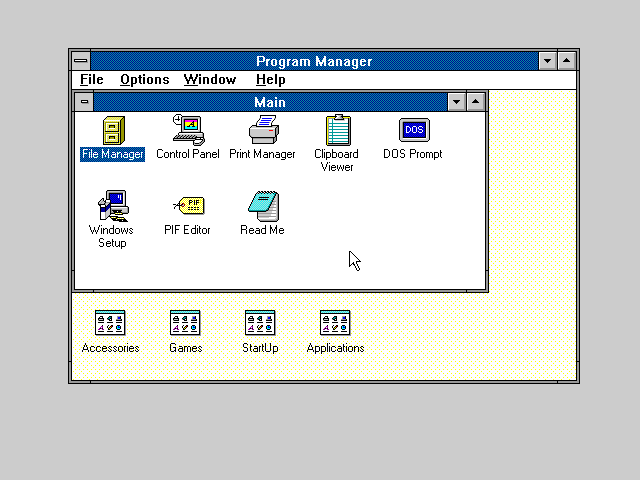 Program Manager
File Options Window Help
Main
File Manager Control Panel Print Manager Clipboard Viewer DOS Prompt
DOS
Windows Setup PIF Editor Read Me
PIF
Accessories Games StartUp Applications